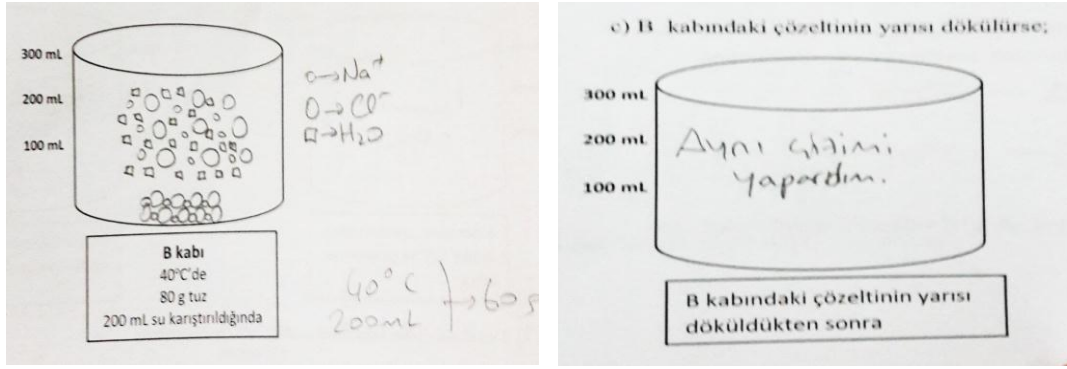 300 mL
200 mL
100 mL
o→Na⁺
O→Cl⁻
□→H₂O
B kabı
40°C'de
80 g tuz
200 mL su karıştırıldığında
40°C
200mL
→60g
c) B kabındaki çözeltinin yarısı dökülürse;
300 mL
200 mL
100 mL
Aynı çizimi
yapardım.
B kabındaki çözeltinin yarısı
döküldükten sonra